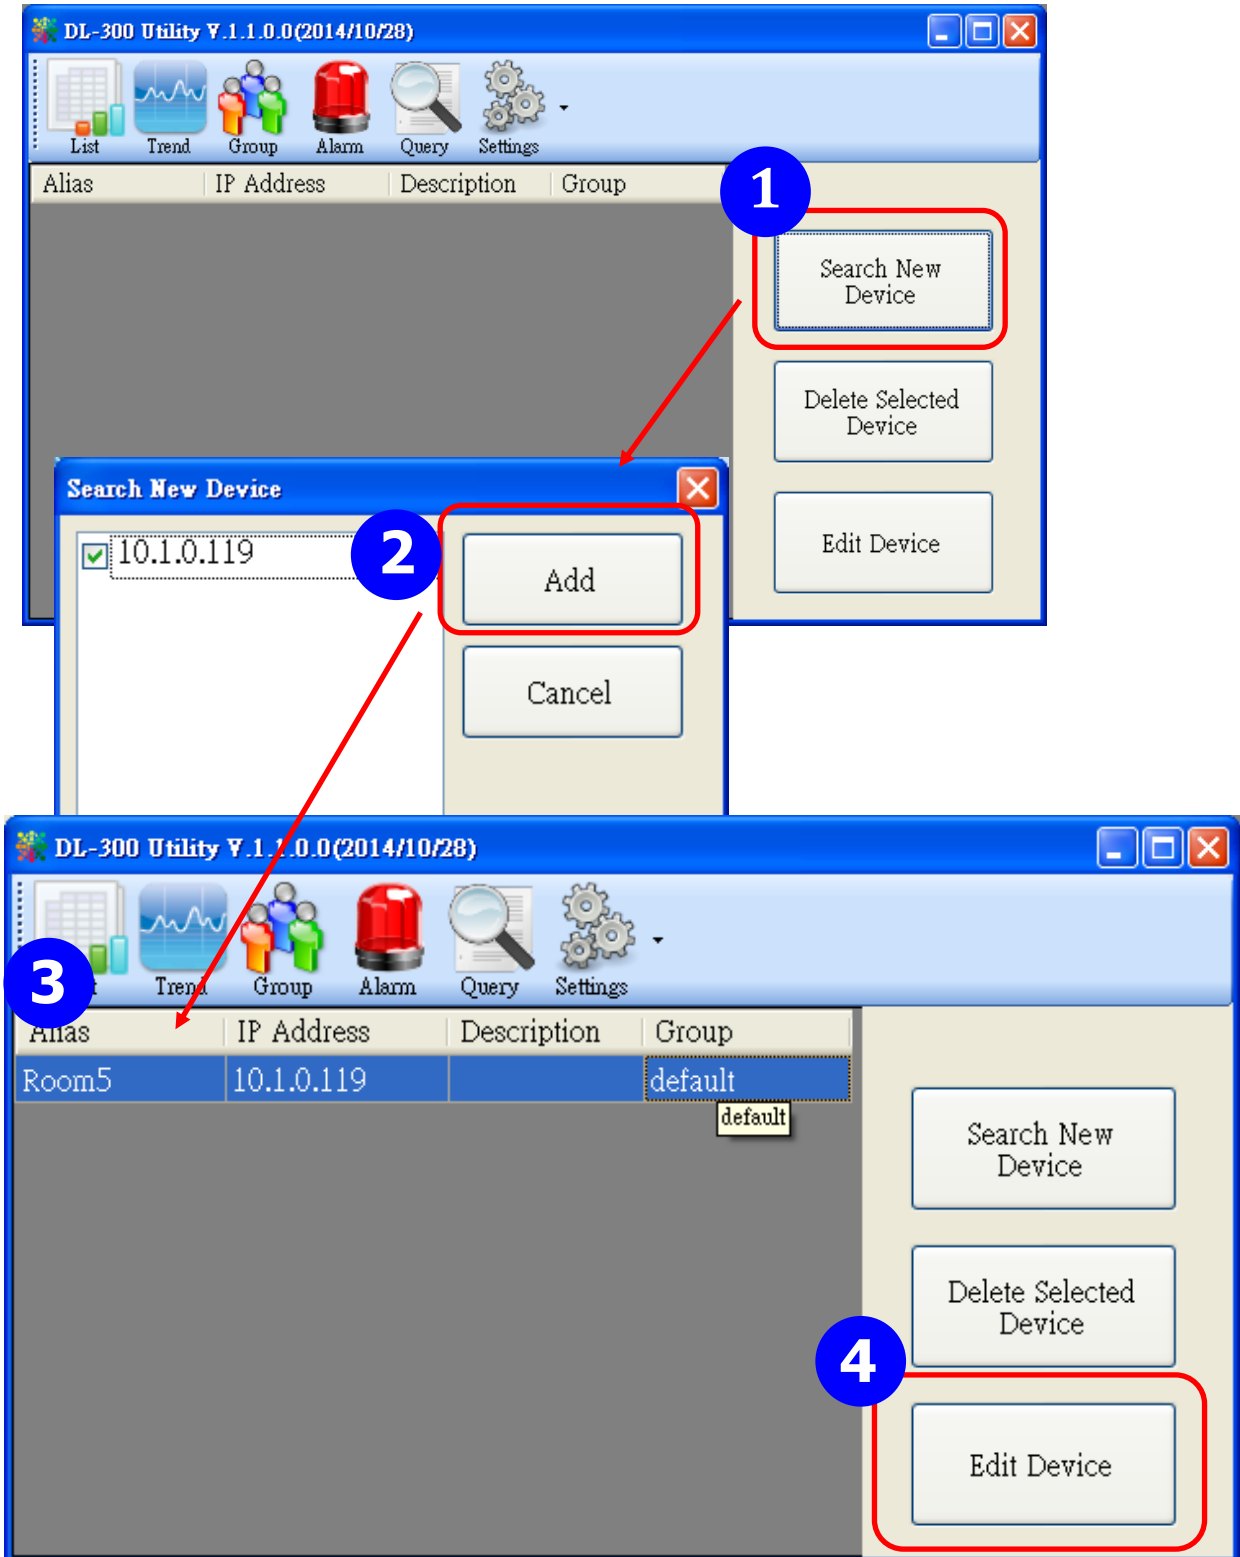 DL-300 Utility V.1.1.0.0(2014/10/28)
List Trend Group Alarm Query Settings
Alias IP Address Description Group
1
Search New
Device
Delete Selected
Device
Edit Device
Search New Device
10.1.0.119
2
Add
Cancel
DL-300 Utility V.1.1.0.0(2014/10/28)
3
Trend Group Alarm Query Settings
Alias IP Address Description Group
Room5 10.1.0.119 default
default
Search New
Device
Delete Selected
Device
4
Edit Device